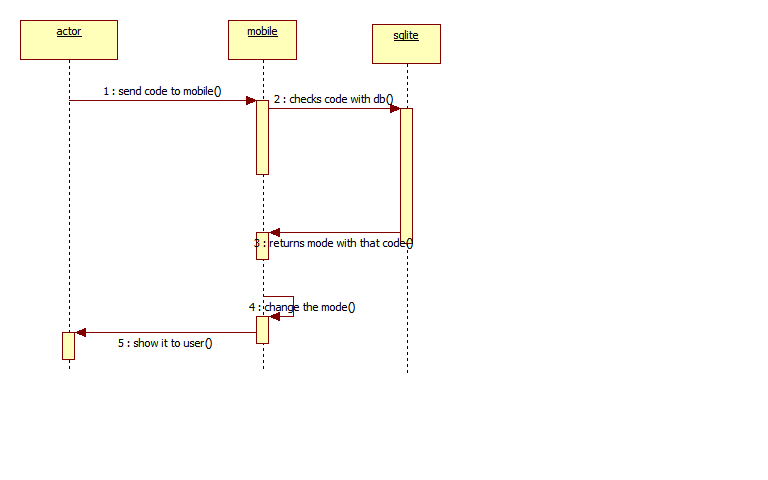 actor
mobile
sqlite
1 : send code to mobile()
2 : checks code with db()
3 : returns mode with that code()
4 : change the mode()
5 : show it to user()